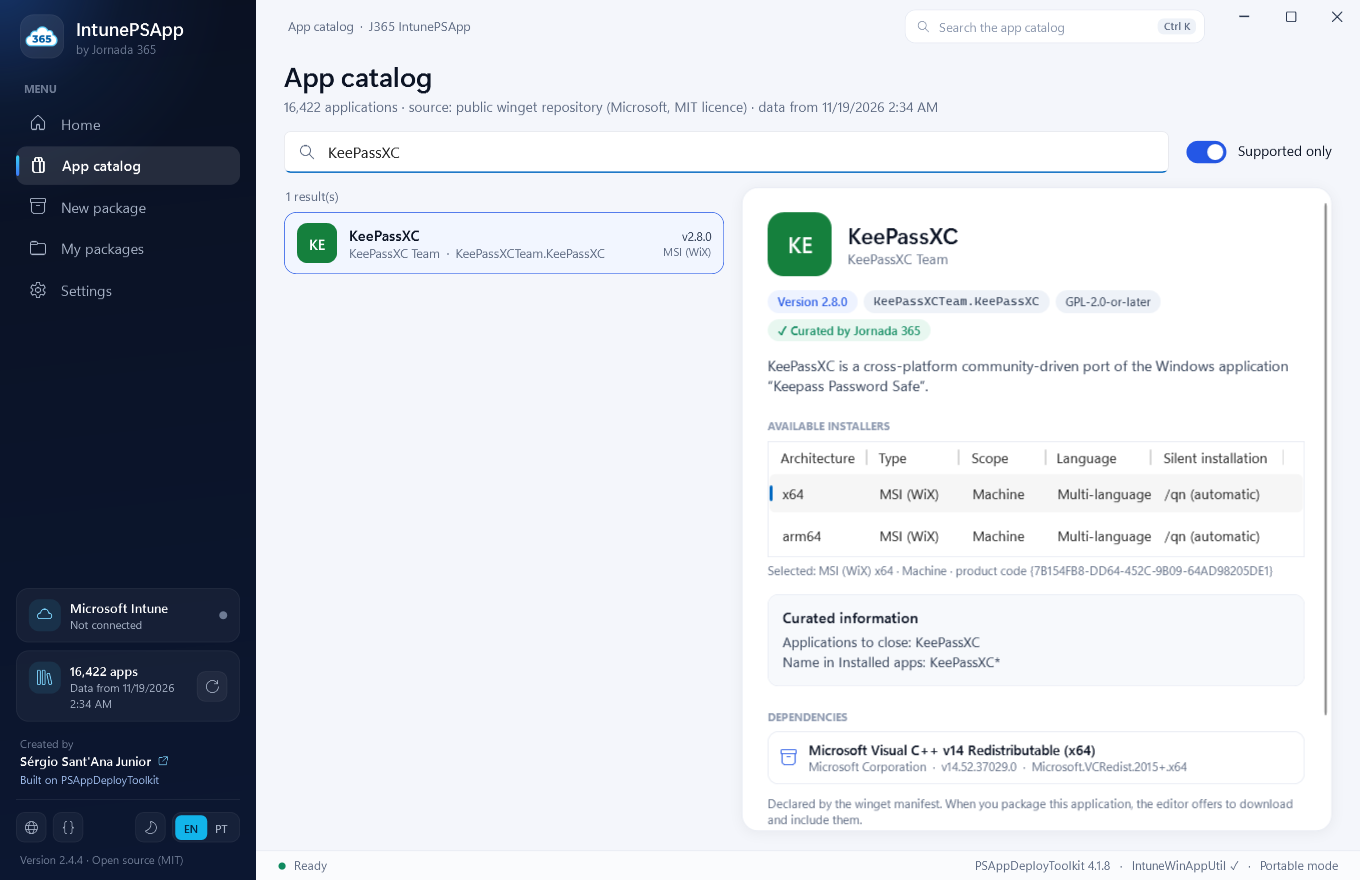 365
IntunePSApp
by Jornada 365
MENU
Home
App catalog
New package
My packages
Settings
Microsoft Intune
Not connected
16,422 apps
Data from 11/19/2026
2:34 AM
Created by
Sérgio Sant'Ana Junior
Built on PSAppDeployToolkit
{}
EN PT
Version 2.4.4 · Open source (MIT)
App catalog · J365 IntunePSApp
Search the app catalog Ctrl K
App catalog
16,422 applications · source: public winget repository (Microsoft, MIT licence) · data from 11/19/2026 2:34 AM
KeePassXC
Supported only
1 result(s)
KE
KeePassXC v2.8.0
KeePassXC Team · KeePassXCTeam.KeePassXC MSI (WiX)
KE
KeePassXC
KeePassXC Team
Version 2.8.0 KeePassXCTeam.KeePassXC GPL-2.0-or-later
✓ Curated by Jornada 365
KeePassXC is a cross-platform community-driven port of the Windows application
“Keepass Password Safe”.
AVAILABLE INSTALLERS
Architecture Type Scope Language Silent installation
x64 MSI (WiX) Machine Multi-language /qn (automatic)
arm64 MSI (WiX) Machine Multi-language /qn (automatic)
Selected: MSI (WiX) x64 · Machine · product code {7B154FB8-DD64-452C-9B09-64AD98205DE1}
Curated information
Applications to close: KeePassXC
Name in Installed apps: KeePassXC*
DEPENDENCIES
Microsoft Visual C++ v14 Redistributable (x64)
Microsoft Corporation · v14.52.37029.0 · Microsoft.VCRedist.2015+.x64
Declared by the winget manifest. When you package this application, the editor offers to download
and include them.
Ready
PSAppDeployToolkit 4.1.8 · IntuneWinAppUtil ✓ · Portable mode